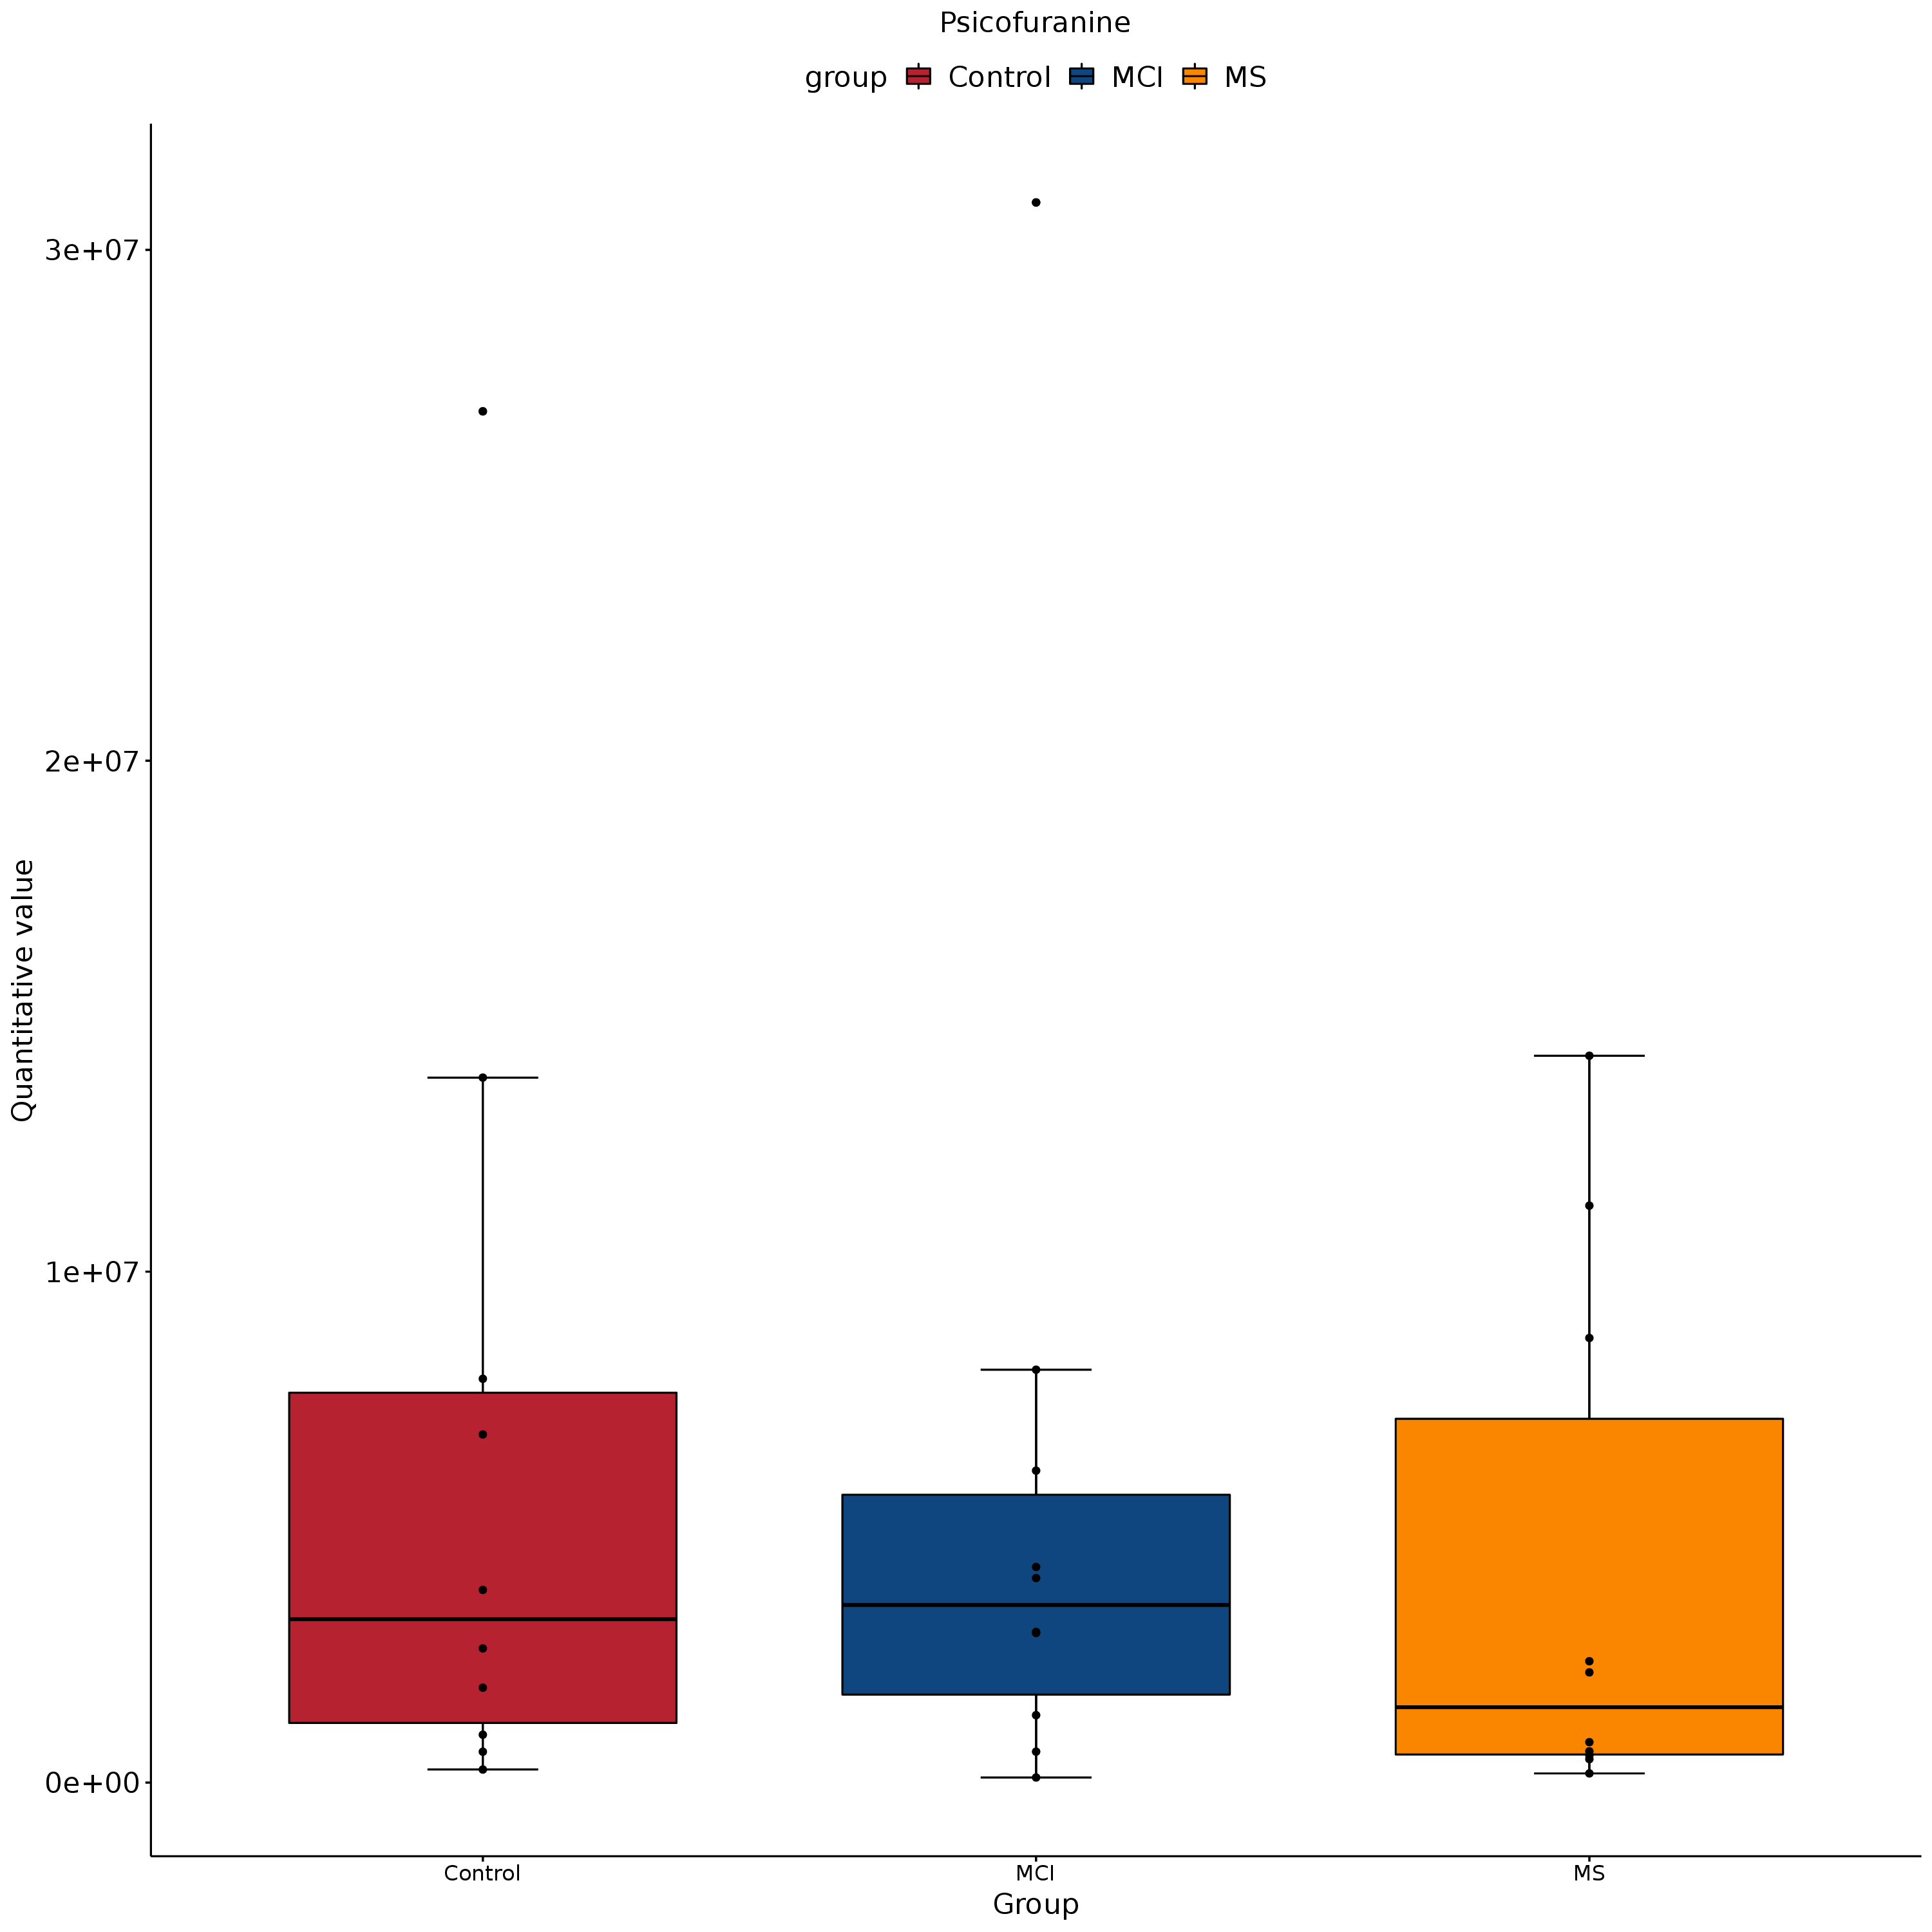 Psicofuranine
group Control MCI MS
Quantitative value
3e+07
2e+07
1e+07
0e+00
Control MCI MS
Group